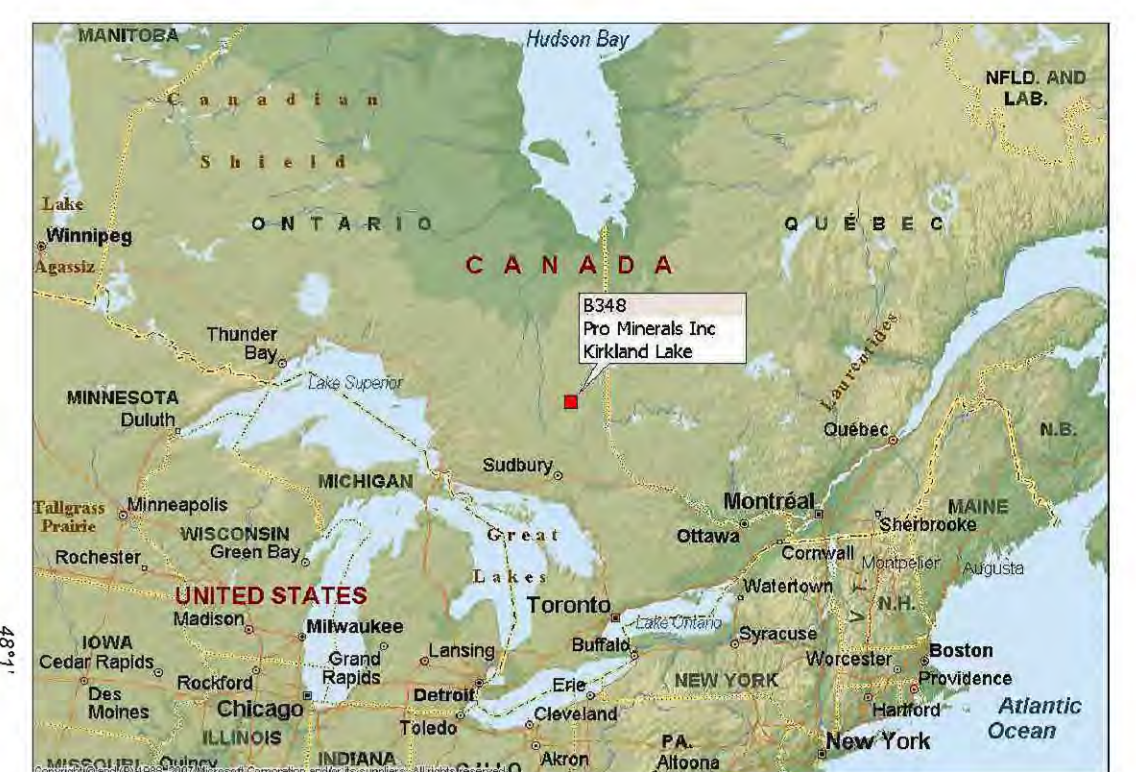 MANITOBA
Hudson Bay
NFLD. AND
LAB.
Canadian
Shield
Lake
Winnipeg
Agassiz
ONTARIO
QUÉBEC
CANADA
B348
Pro Minerals Inc
Kirkland Lake
Thunder
Bay
Lake Superior
Laurentides
MINNESOTA
Duluth
Québec
N.B.
Sudbury
MICHIGAN
Tallgrass
Prairie
Minneapolis
Montréal
MAINE
WISCONSIN
Green Bay
Great
Ottawa
Sherbrooke
Rochester
Cornwall
Montpelier
Augusta
Lakes
UNITED STATES
Watertown
VT.
N.H.
Toronto
Madison
Milwaukee
Lake Ontario
48°1'
IOWA
Cedar Rapids
Grand
Rapids
Lansing
Buffalo
Syracuse
Boston
Worcester
Rockford
Des
Moines
Chicago
Detroit
Erie
NEW YORK
Providence
Hartford
Atlantic
Ocean
Toledo
Cleveland
ILLINOIS
INDIANA
OHIO
Akron
PA.
Altoona
New York
MISSOURI
Quincy